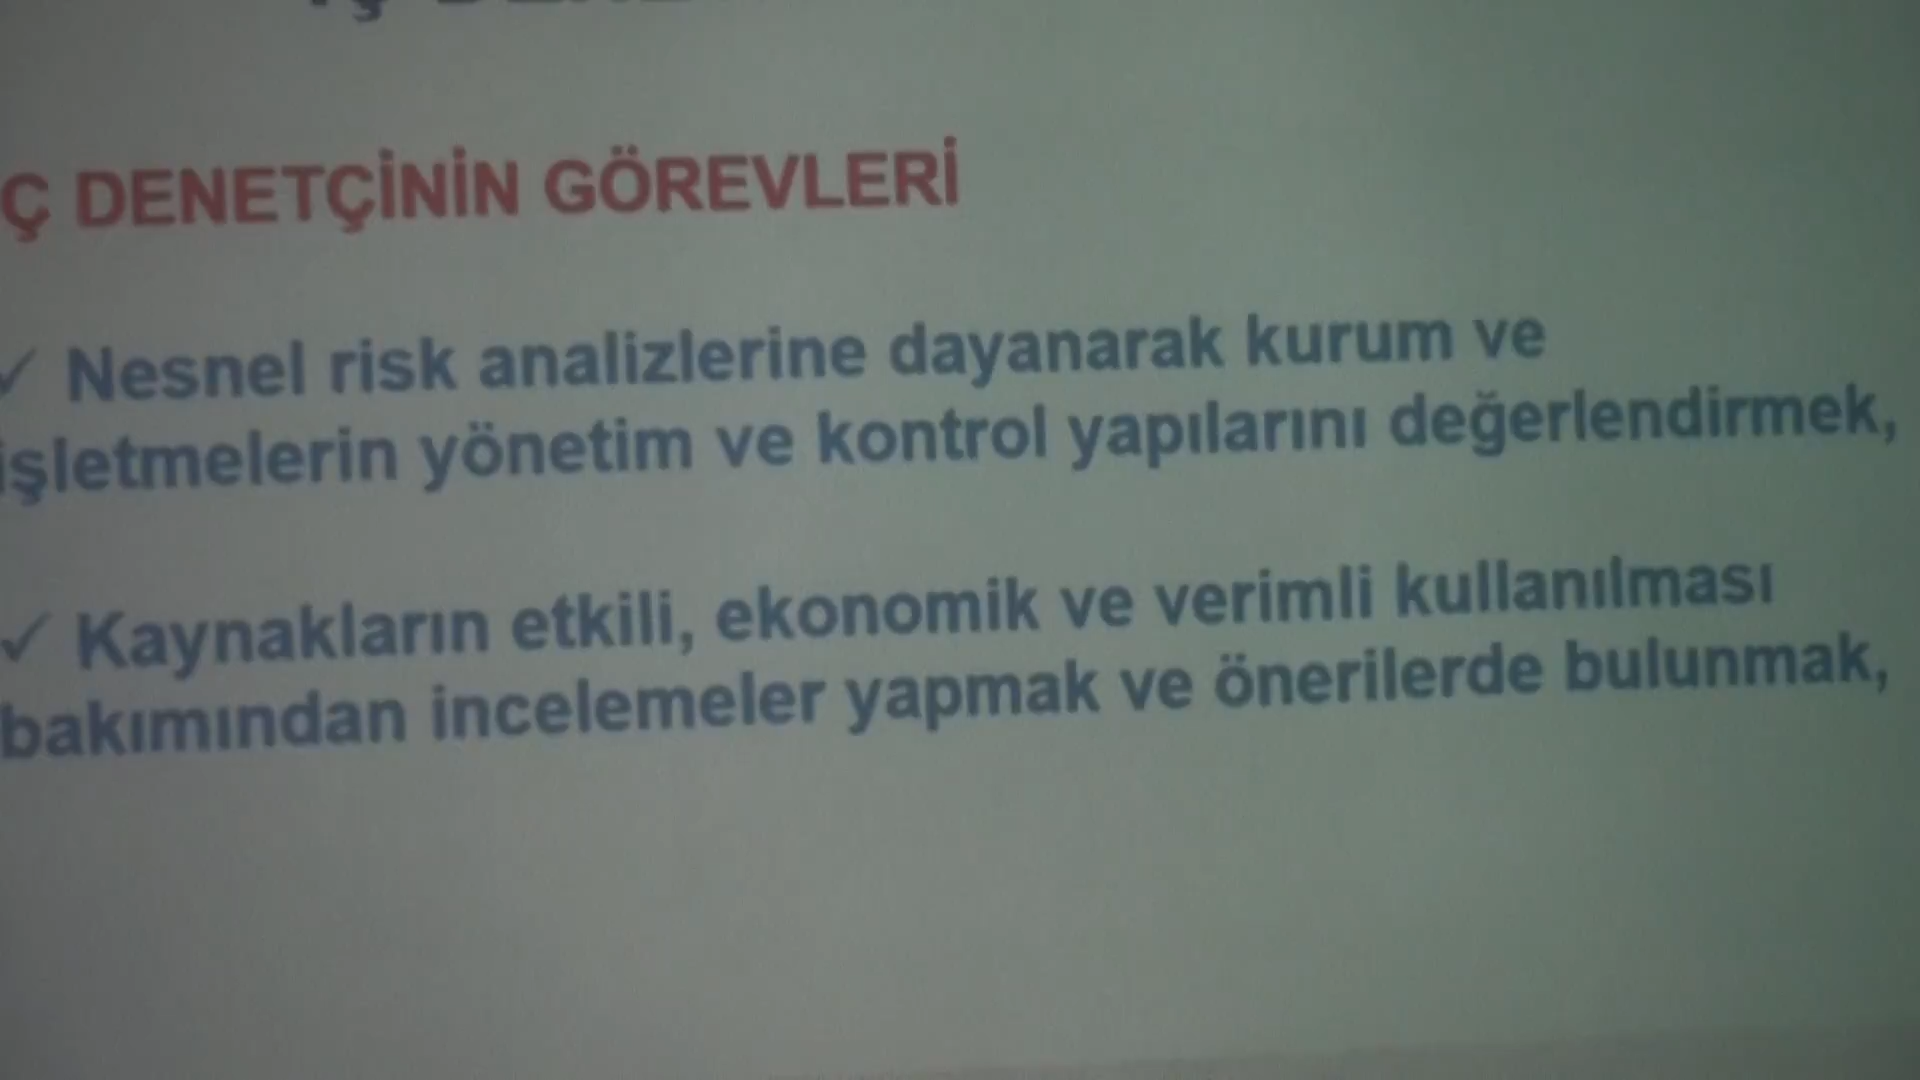 Ç DENETÇİNİN GÖREVLERİ
✓ Nesnel risk analizlerine dayanarak kurum ve
işletmelerin yönetim ve kontrol yapılarını değerlendirmek,
✓ Kaynakların etkili, ekonomik ve verimli kullanılması
bakımından incelemeler yapmak ve önerilerde bulunmak,